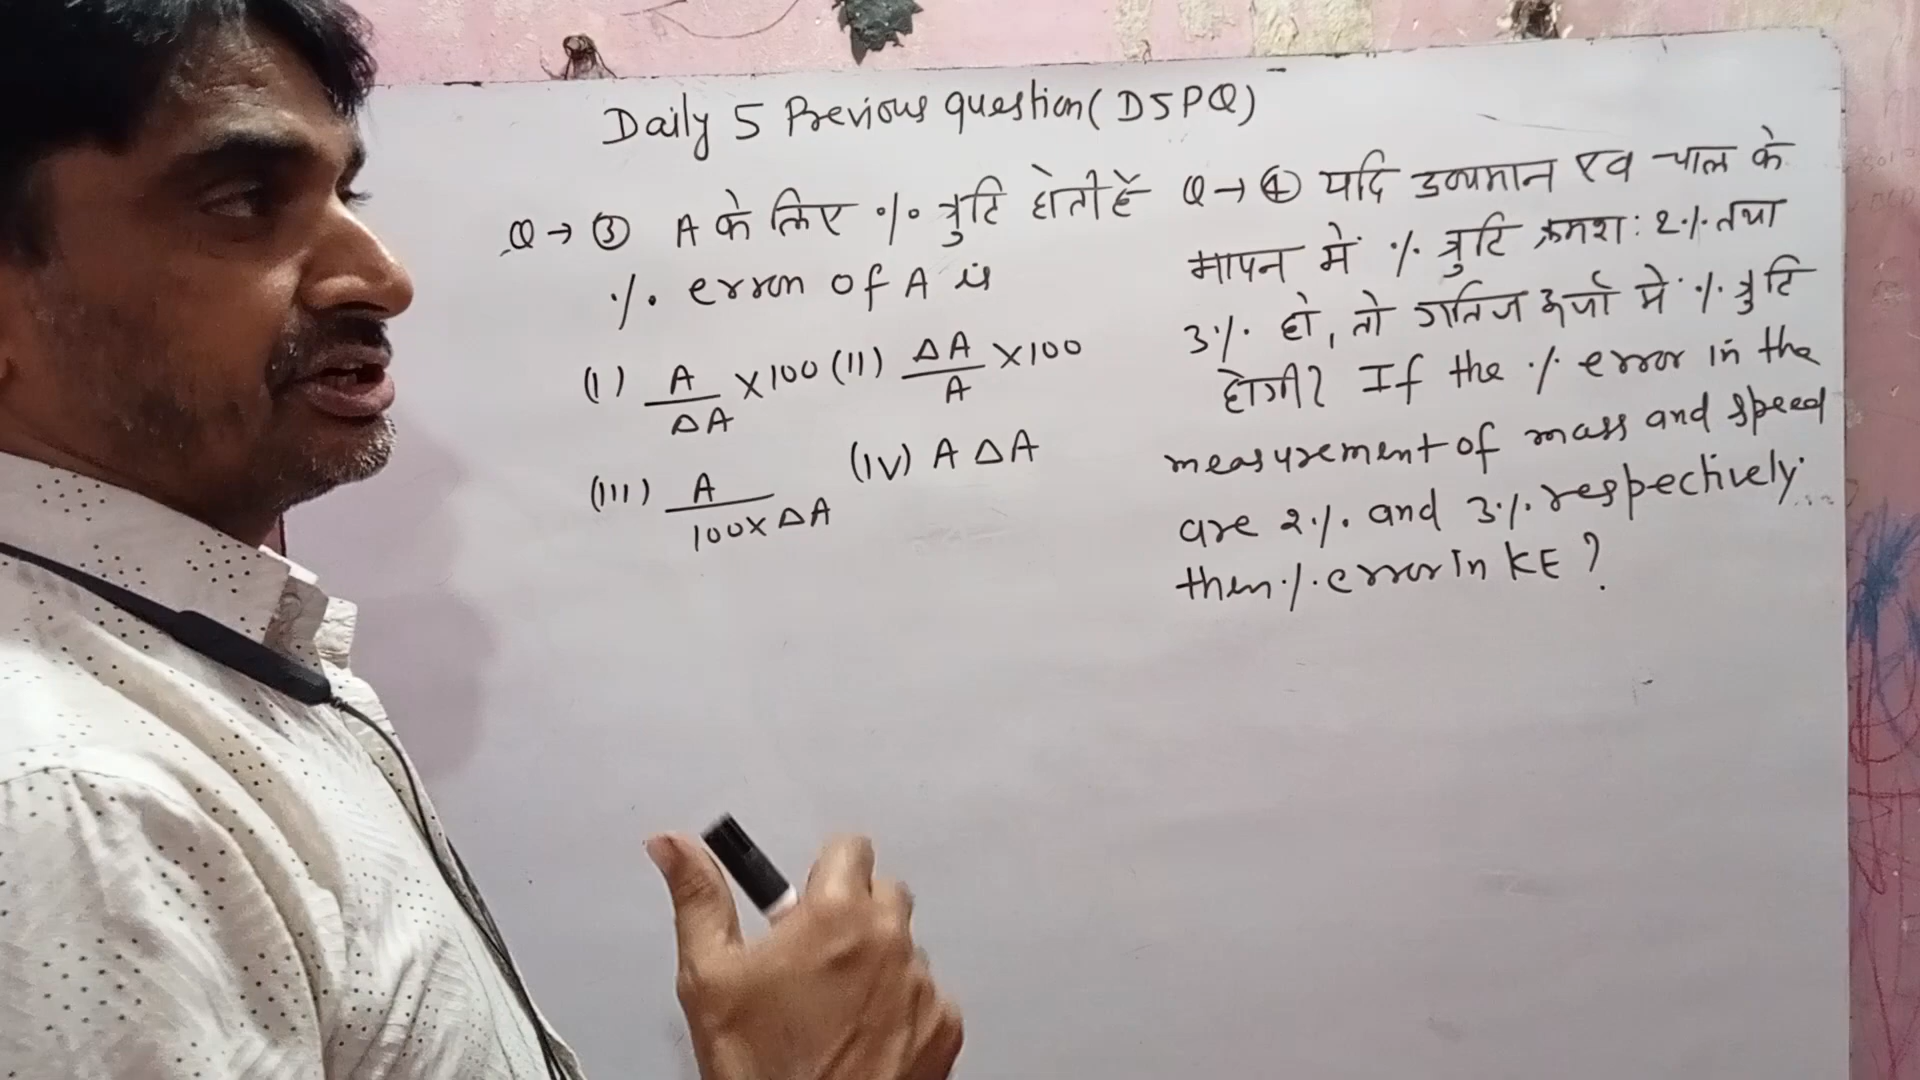 Daily 5 Previous question (D5PQ)
Q → ③ A के लिए % त्रुटि होती है
% error of A is
(I) A/ΔA ×100 (II) ΔA/A ×100
(III) A/100×ΔA (IV) A ΔA
Q → ④ यदि द्रव्यमान एव चाल के
मापन में % त्रुटि क्रमश: 2% तथा
3% हो, तो गतिज ऊर्जा में % त्रुटि
होगी? If the % error in the
measurement of mass and speed
are 2% and 3% respectively
then % error in KE?